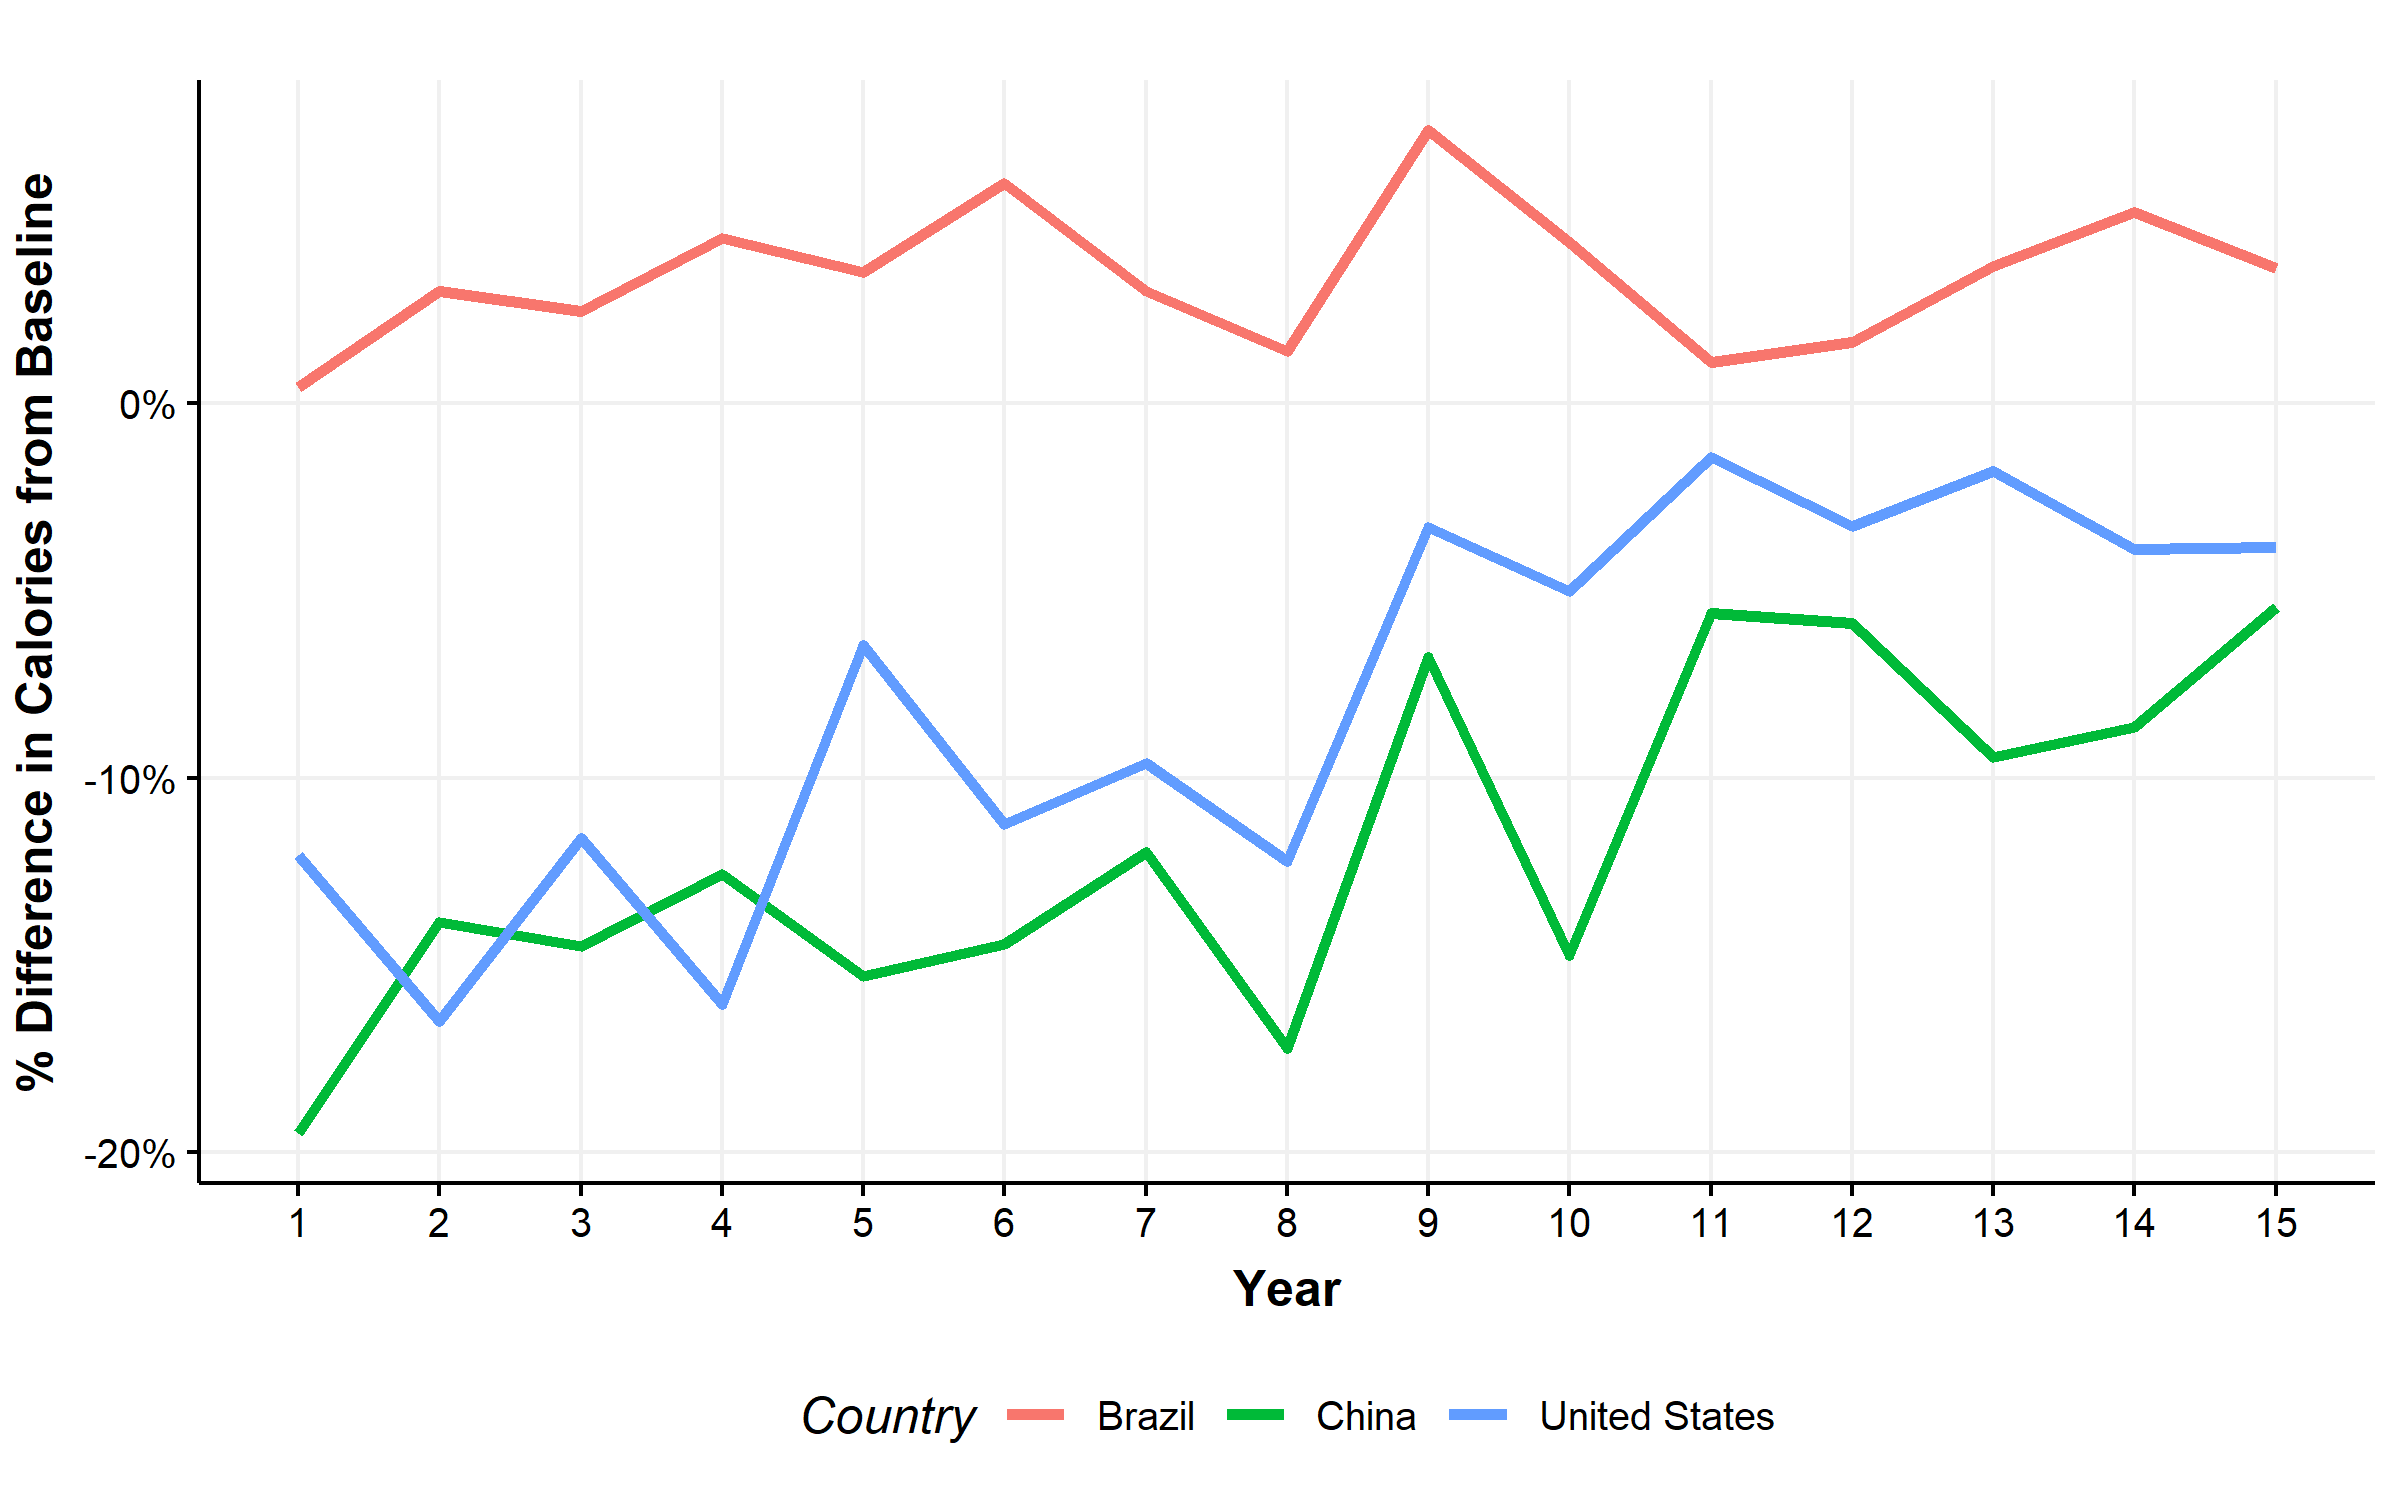 % Difference in Calories from Baseline
0%
-10%
-20%
1 2 3 4 5 6 7 8 9 10 11 12 13 14 15
Year
Country Brazil China United States